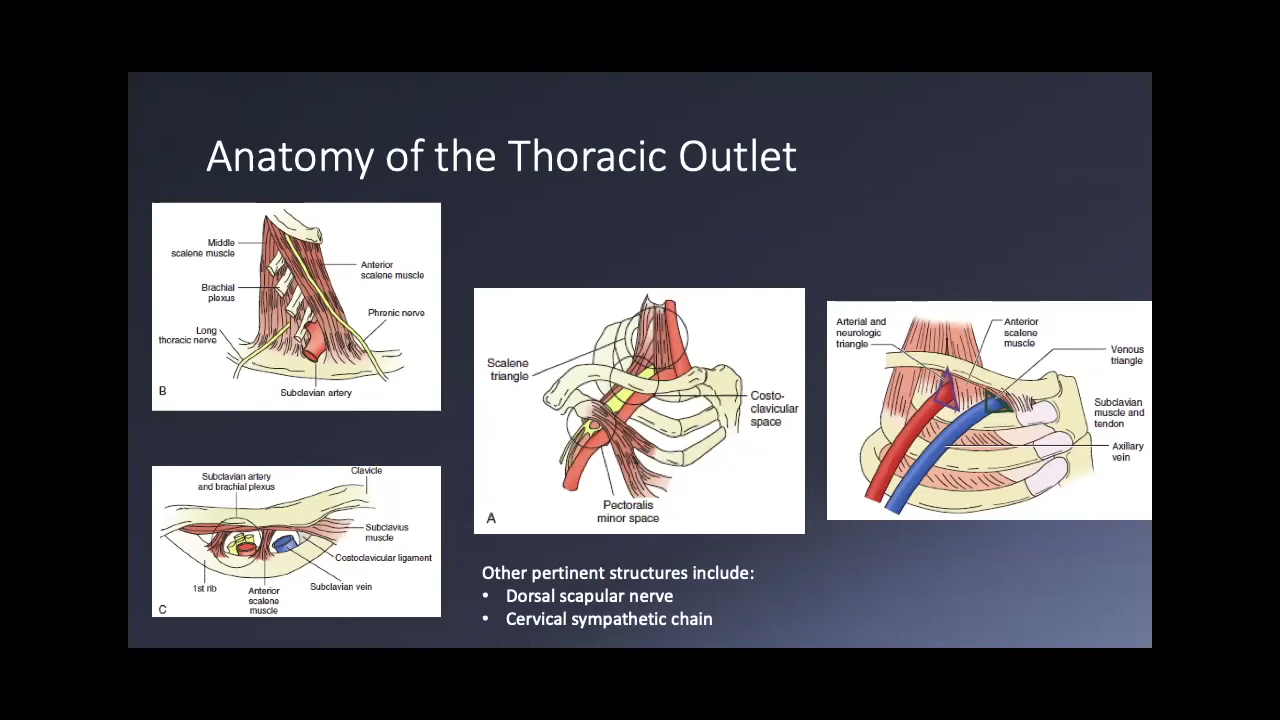 Anatomy of the Thoracic Outlet
Middle
scalene muscle
Anterior
scalene muscle
Brachial
plexus
Phrenic nerve
Long
thoracic nerve
B
Subclavian artery
Clavicle
Subclavian artery
and brachial plexus
Subclavius
muscle
Costoclavicular ligament
1st rib
Anterior
scalene
muscle
Subclavian vein
C
Scalene
triangle
Costo-
clavicular
space
Pectoralis
minor space
A
Arterial and
neurologic
triangle
Anterior
scalene
muscle
Venous
triangle
Subclavian
muscle and
tendon
Axillary
vein
Other pertinent structures include:
• Dorsal scapular nerve
• Cervical sympathetic chain